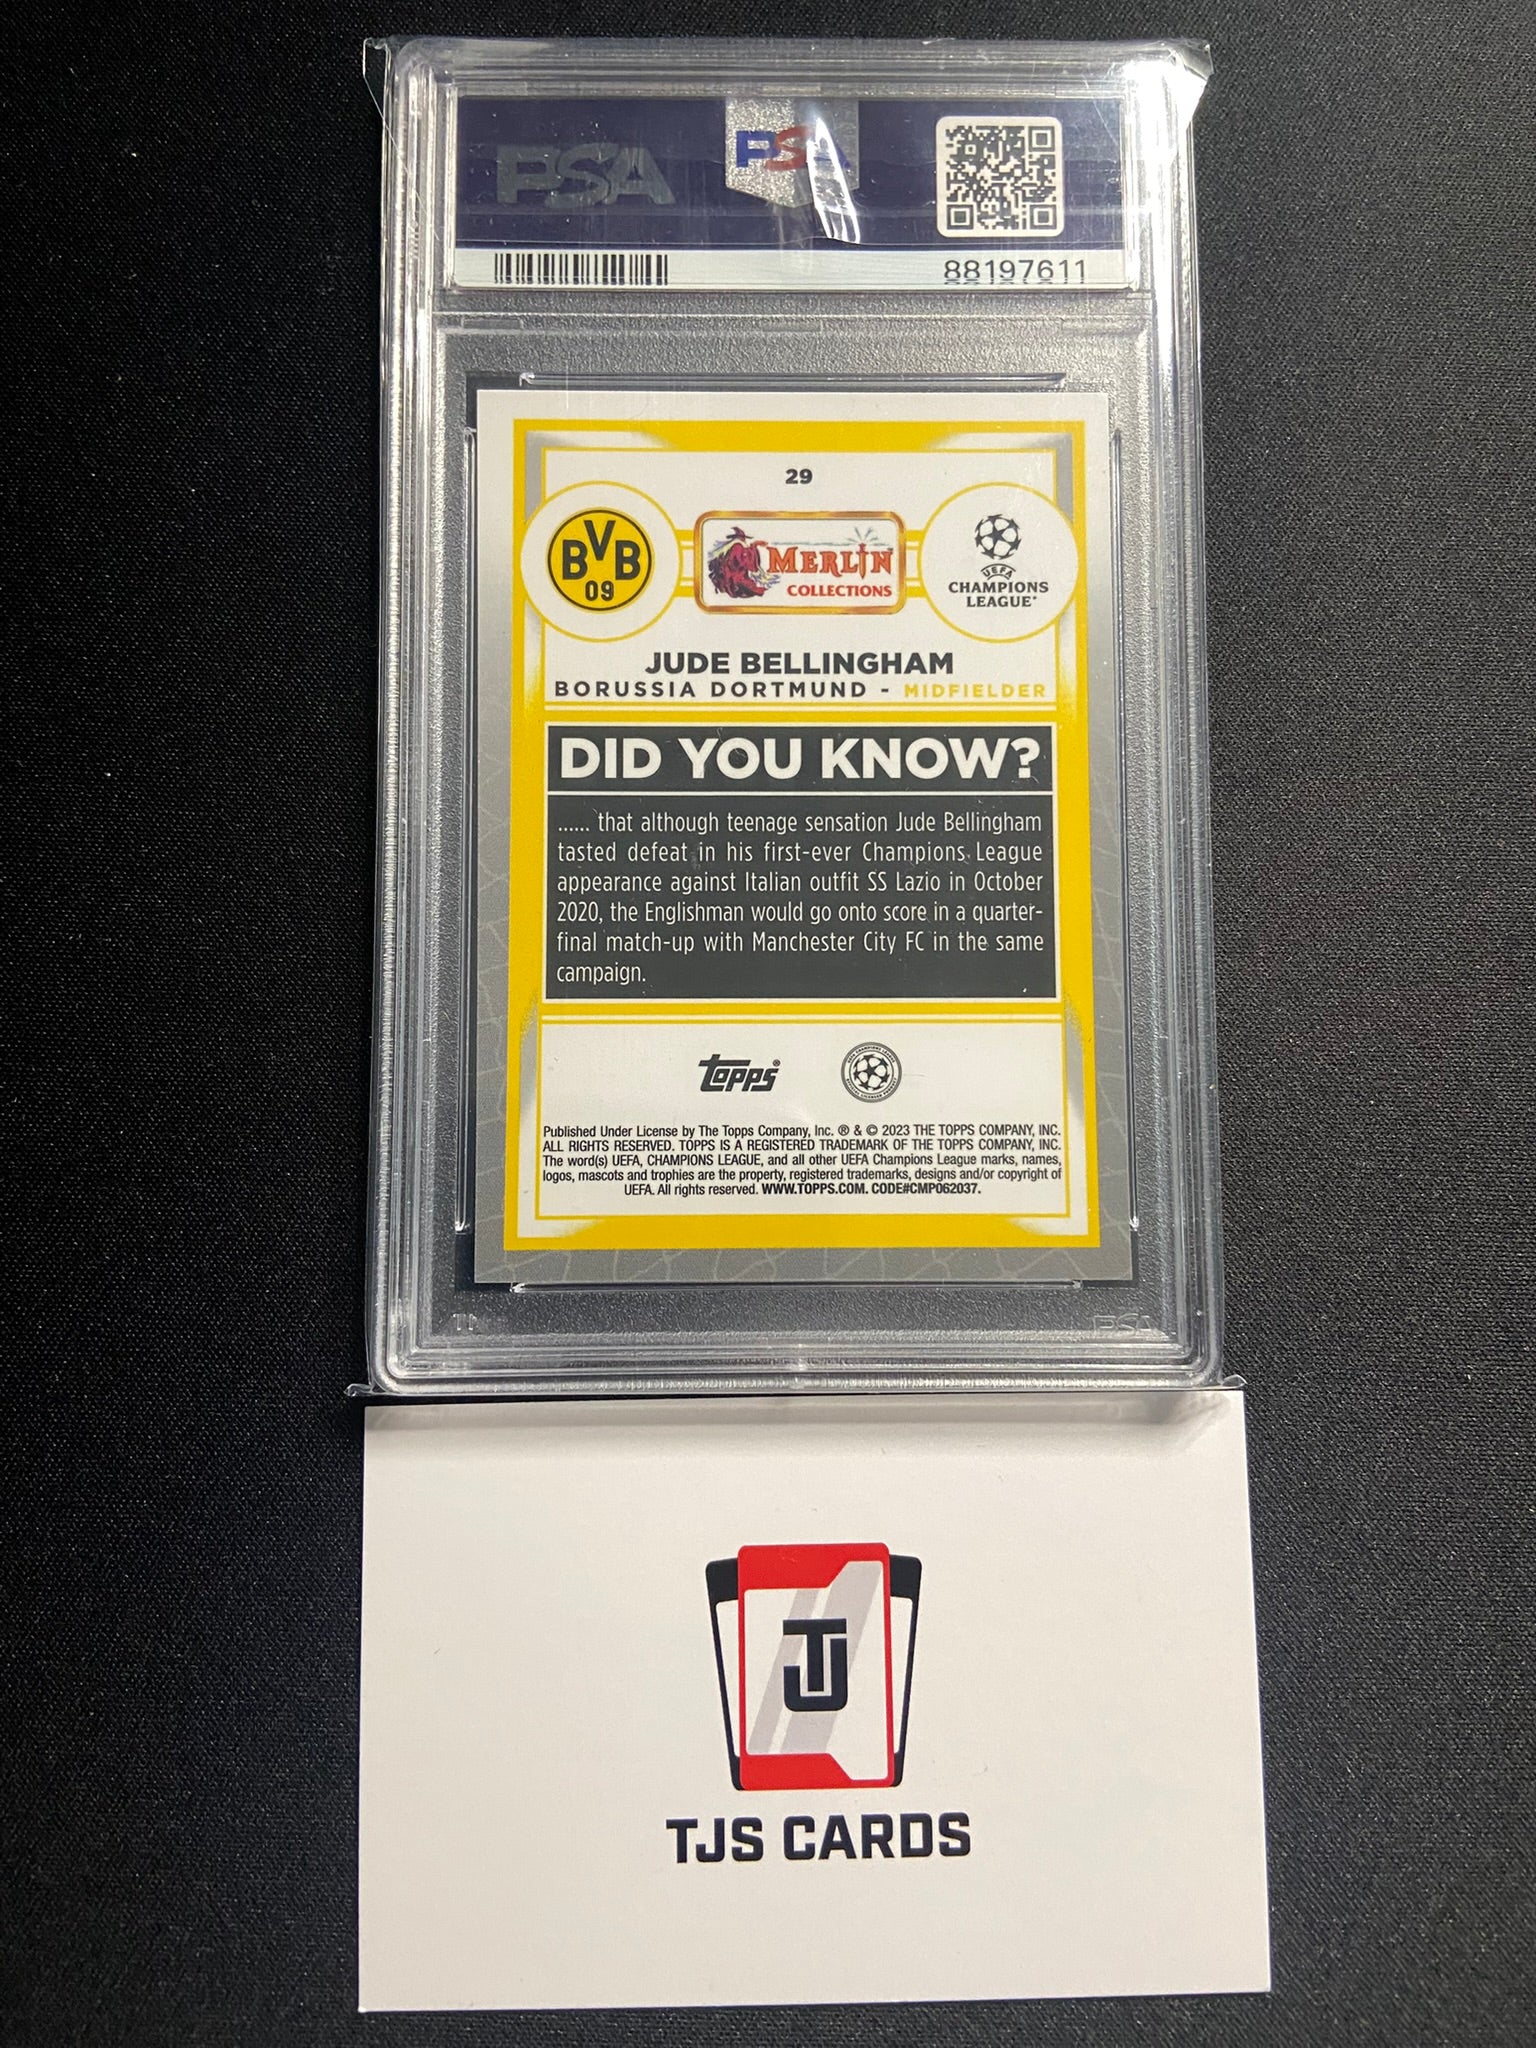 PSA
PSA
88197611
29
BVB
09
MERLIN
COLLECTIONS
UEFA
CHAMPIONS
LEAGUE
JUDE BELLINGHAM
BORUSSIA DORTMUND - MIDFIELDER
DID YOU KNOW?
...... that although teenage sensation Jude Bellingham
tasted defeat in his first-ever Champions League
appearance against Italian outfit SS Lazio in October
2020, the Englishman would go onto score in a quarter-
final match-up with Manchester City FC in the same
campaign.
topps®
Published Under License by The Topps Company, Inc. ® & © 2023 THE TOPPS COMPANY, INC.
ALL RIGHTS RESERVED. TOPPS IS A REGISTERED TRADEMARK OF THE TOPPS COMPANY, INC.
The word(s) UEFA, CHAMPIONS LEAGUE, and all other UEFA Champions League marks, names,
logos, mascots and trophies are the property, registered trademarks, designs and/or copyright of
UEFA. All rights reserved. WWW.TOPPS.COM. CODE#CMP062037.
PSA
TJ
TJS CARDS